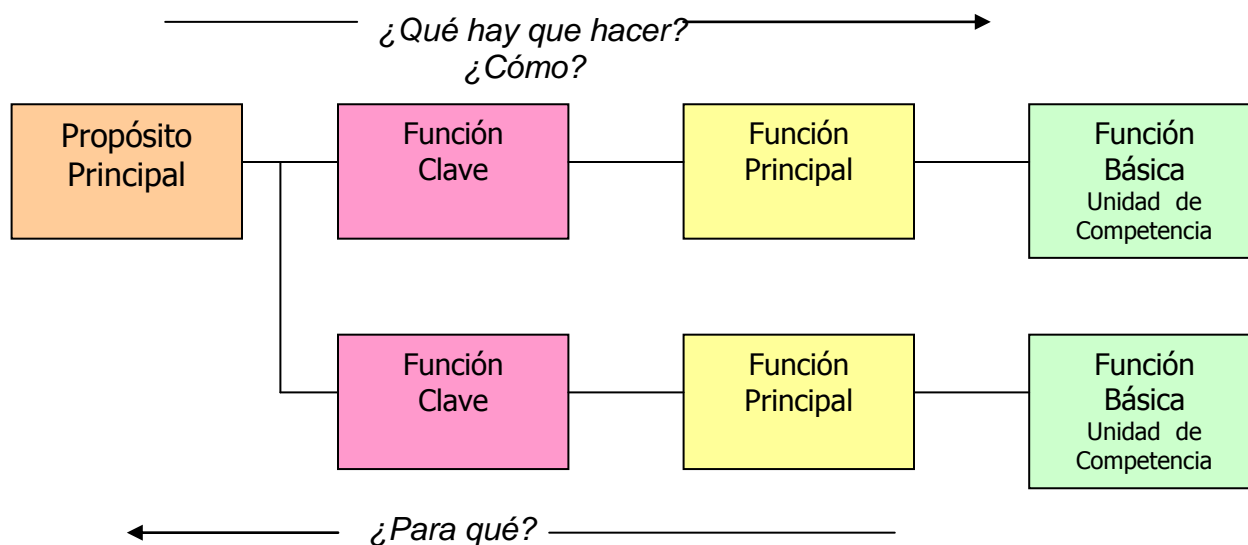 ¿Qué hay que hacer?
¿Cómo?
Propósito
Principal
Función
Clave
Función
Principal
Función
Básica
Unidad de
Competencia
Función
Clave
Función
Principal
Función
Básica
Unidad de
Competencia
¿Para qué?